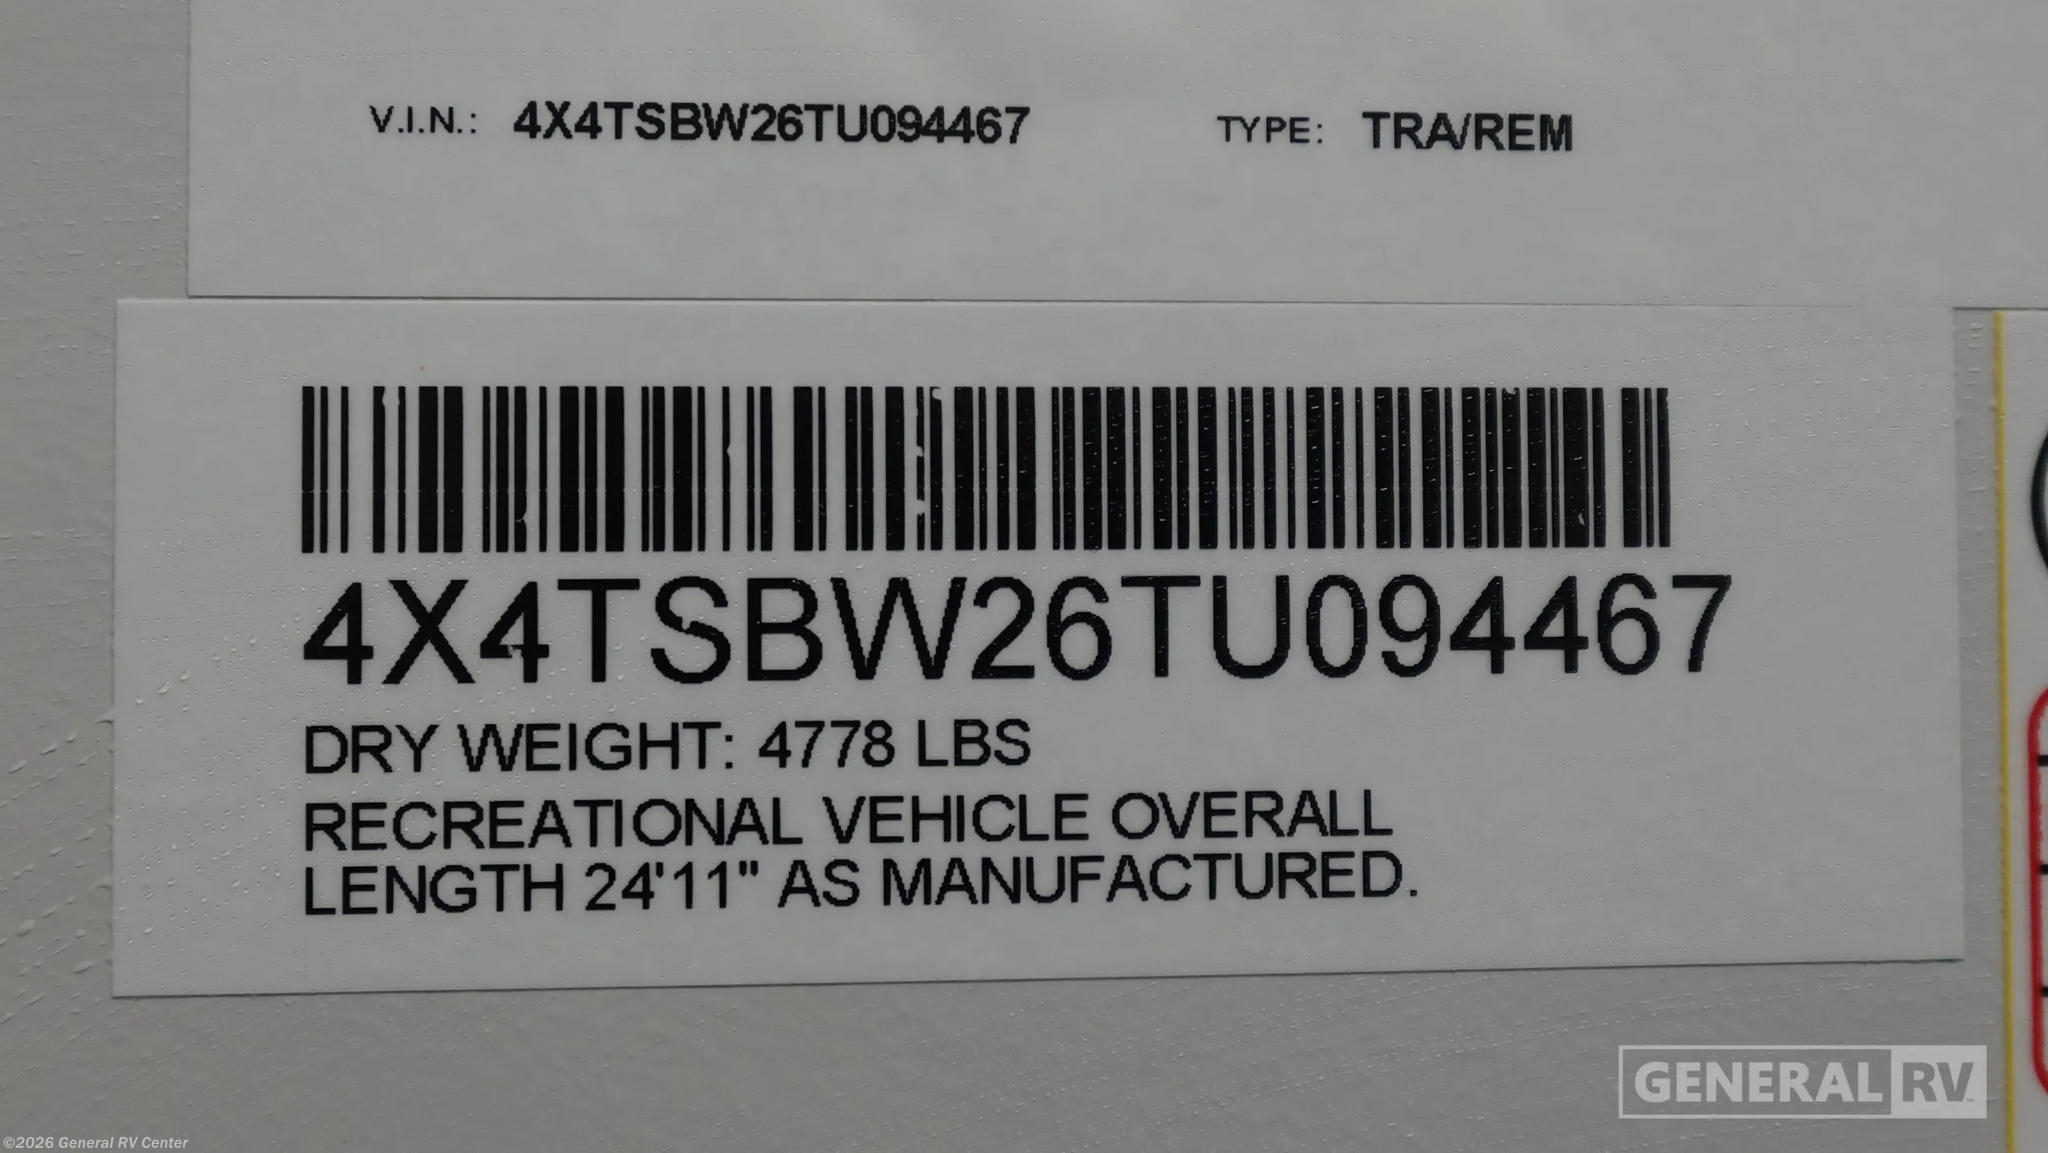 V.I.N.: 4X4TSBW26TU094467 TYPE: TRA/REM
4X4TSBW26TU094467
DRY WEIGHT: 4778 LBS
RECREATIONAL VEHICLE OVERALL
LENGTH 24'11" AS MANUFACTURED.
GENERAL RV
©2026 General RV Center